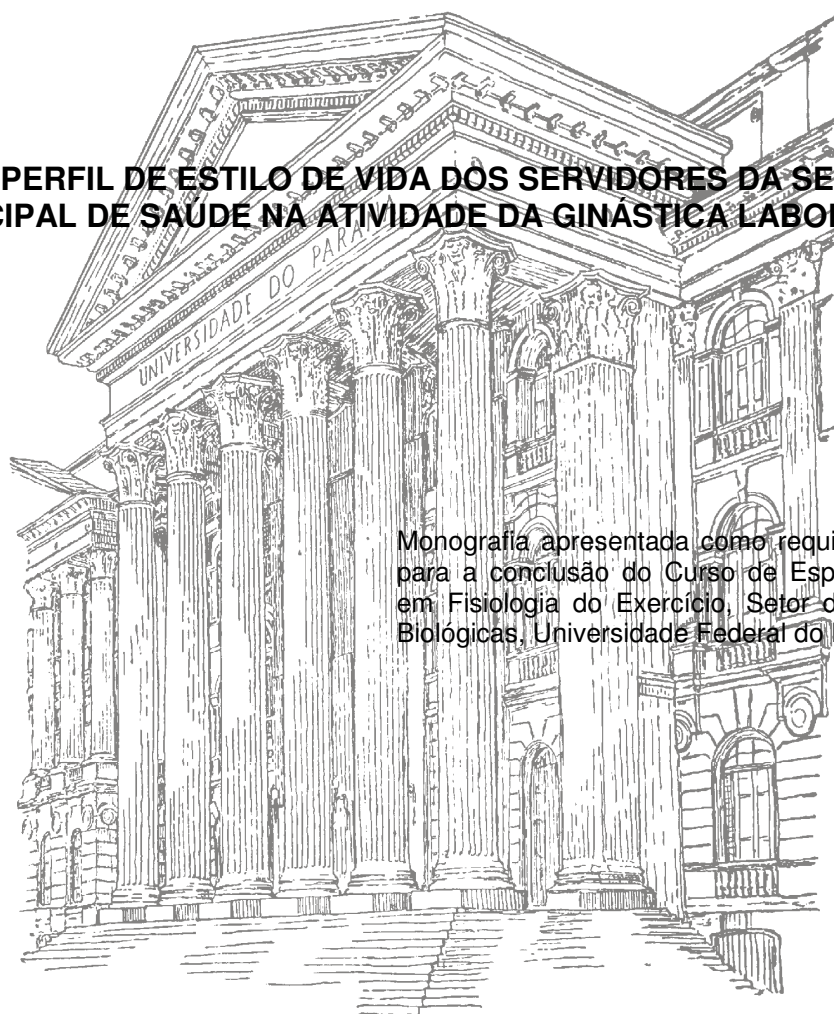 PERFIL DE ESTILO DE VIDA DOS SERVIDORES DA SE
CIPAL DE SAÚDE NA ATIVIDADE DA GINÁSTICA LABOR
UNIVERSIDADE DO PARA
Monografia apresentada como requi
para a conclusão do Curso de Esp
em Fisiologia do Exercício, Setor d
Biológicas, Universidade Federal do